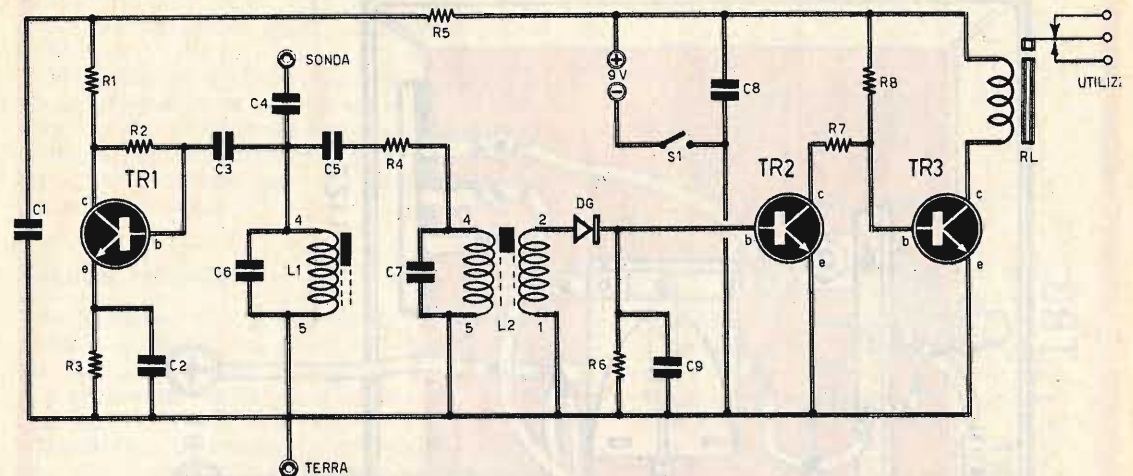 R5
SONDA
R1
9V
C8
R8
UTILIZ
C4
R2
C3
C5
R4
R7
S1
RL
TR1
TR2
TR3
c
c
c
DG
C1
b
4
4
2
b
b
e
C6
L1
C7
e
e
5
5
L2
1
R3
C2
R6
C9
TERRA